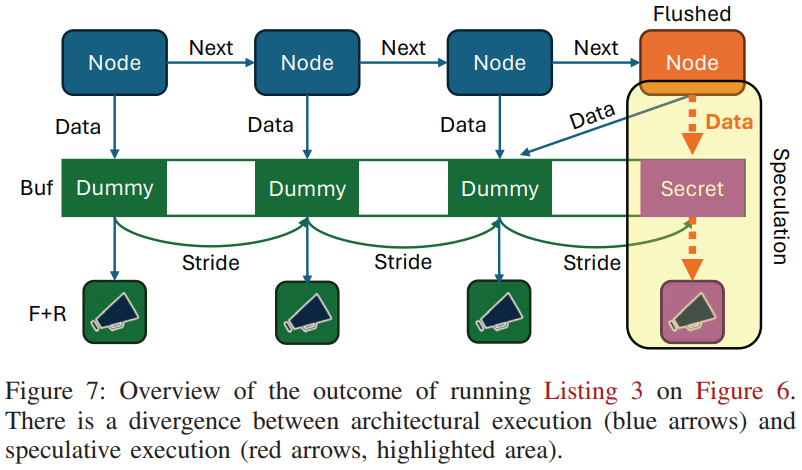 Flushed
Node
Next
Node
Next
Node
Next
Node
Data
Data
Data
Data
Data
Buf
Dummy
Dummy
Dummy
Secret
Speculation
Stride
Stride
Stride
F+R
Figure 7: Overview of the outcome of running Listing 3 on Figure 6.
There is a divergence between architectural execution (blue arrows) and
speculative execution (red arrows, highlighted area).